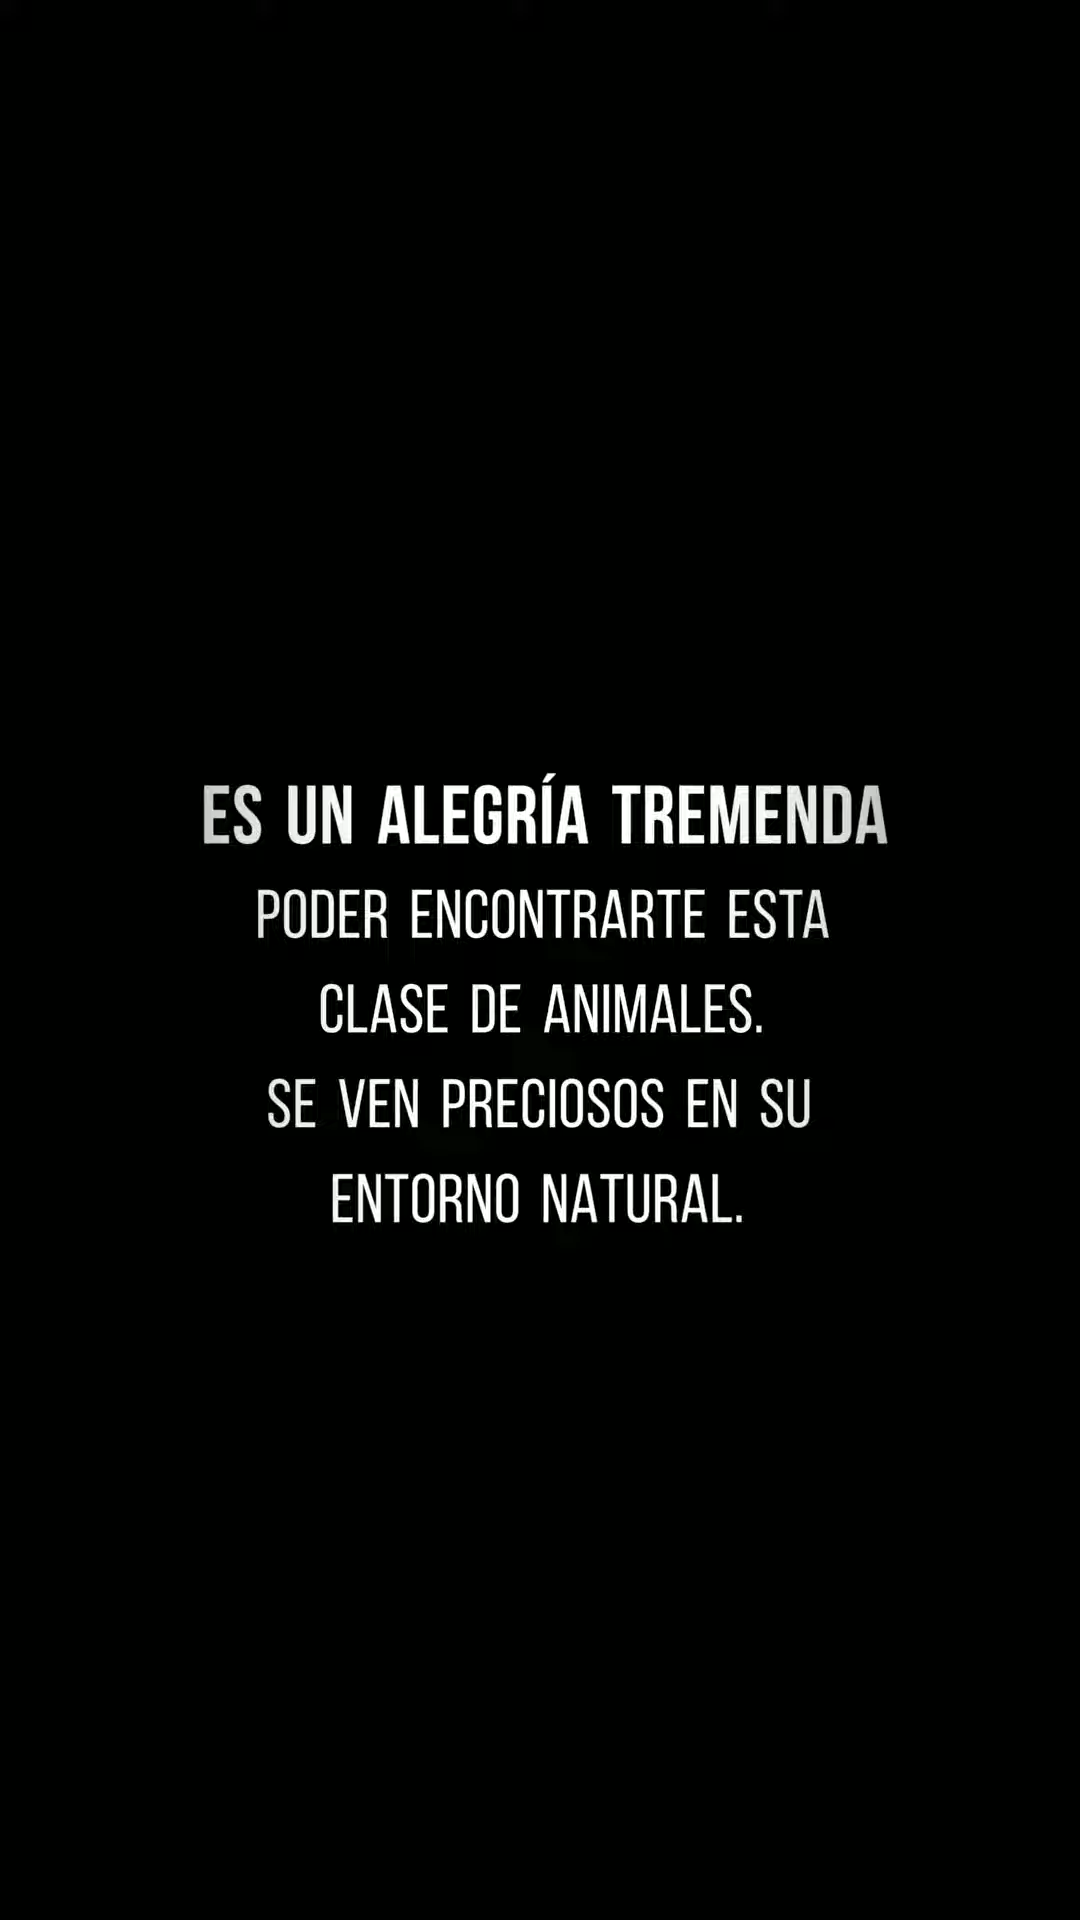 ES UN ALEGRÍA TREMENDA
PODER ENCONTRARTE ESTA
CLASE DE ANIMALES.
SE VEN PRECIOSOS EN SU
ENTORNO NATURAL.